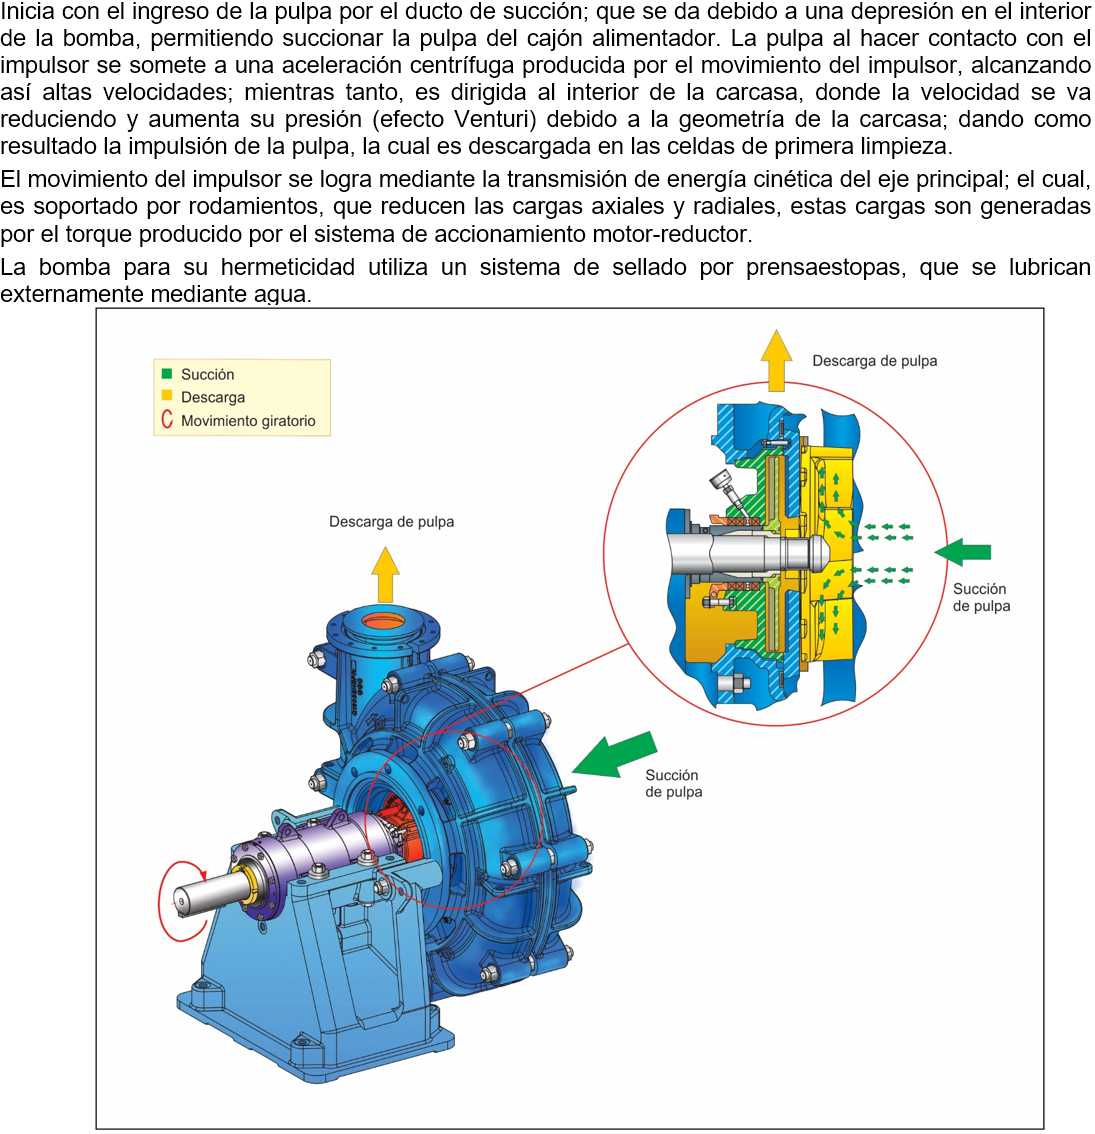 Inicia con el ingreso de la pulpa por el ducto de succión; que se da debido a una depresión en el interior
de la bomba, permitiendo succionar la pulpa del cajón alimentador. La pulpa al hacer contacto con el
impulsor se somete a una aceleración centrífuga producida por el movimiento del impulsor, alcanzando
así altas velocidades; mientras tanto, es dirigida al interior de la carcasa, donde la velocidad se va
reduciendo y aumenta su presión (efecto Venturi) debido a la geometría de la carcasa; dando como
resultado la impulsión de la pulpa, la cual es descargada en las celdas de primera limpieza.
El movimiento del impulsor se logra mediante la transmisión de energía cinética del eje principal; el cual,
es soportado por rodamientos, que reducen las cargas axiales y radiales, estas cargas son generadas
por el torque producido por el sistema de accionamiento motor-reductor.
La bomba para su hermeticidad utiliza un sistema de sellado por prensaestopas, que se lubrican
externamente mediante agua.
Succión
Descarga
Movimiento giratorio
Descarga de pulpa
Succión
de pulpa
Descarga de pulpa
Succión
de pulpa